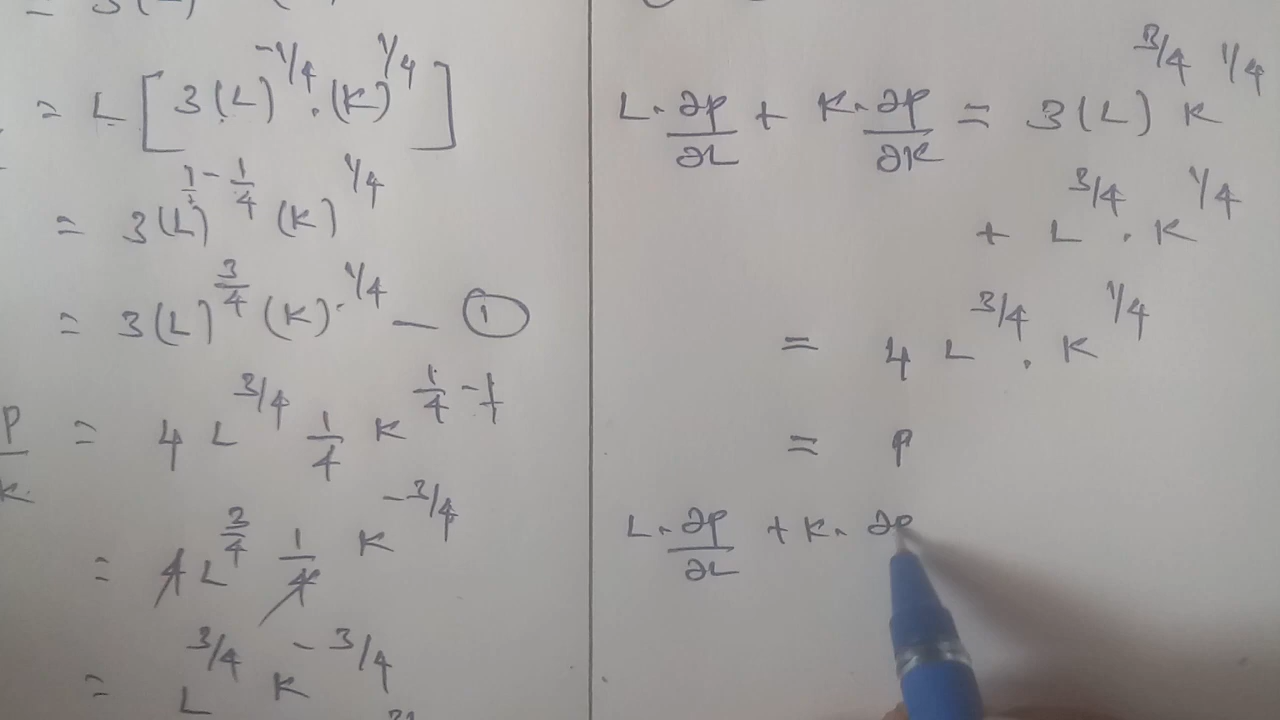 = L [ 3(L)^{-1/4} . (K)^{1/4} ]
= 3(L)^{1 - 1/4} (K)^{1/4}
= 3(L)^{3/4} (K)^{1/4} — ①
P/K = 4 L^{3/4} 1/4 K^{1/4 - 1}
= 4 L^{3/4} 1/4 K^{-3/4}
= L^{3/4} K^{-3/4}
L. ∂P/∂L + K. ∂P/∂K = 3(L)^{3/4} K^{1/4}
+ L^{3/4} . K^{1/4}
= 4 L^{3/4} . K^{1/4}
= P
L. ∂P/∂L + K. ∂P